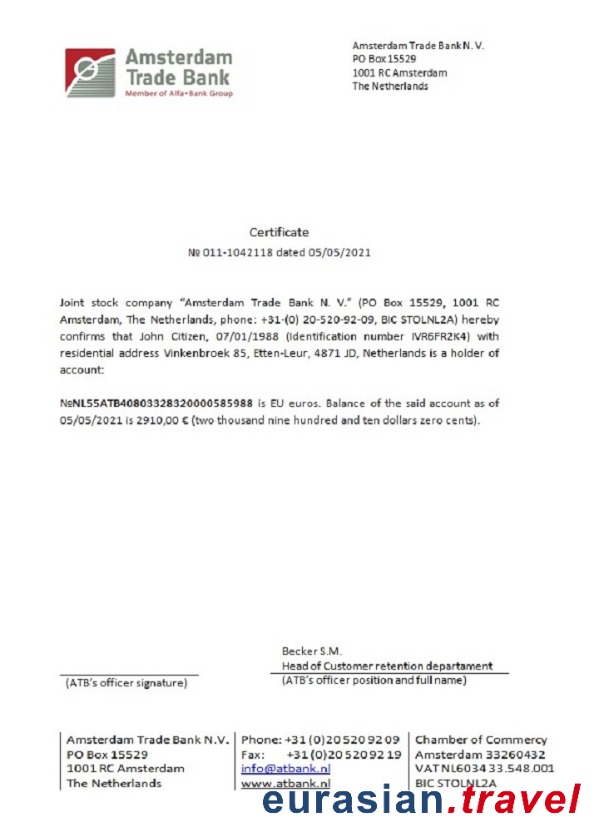 Amsterdam
Trade Bank
Member of Alfa-Bank Group
Amsterdam Trade Bank N. V.
PO Box 15529
1001 RC Amsterdam
The Netherlands
Certificate
№ 011-1042118 dated 05/05/2021
Joint stock company “Amsterdam Trade Bank N. V.” (PO Box 15529, 1001 RC
Amsterdam, The Netherlands, phone: +31-(0) 20-520-92-09, BIC STOLNL2A) hereby
confirms that John Citizen, 07/01/1988 (Identification number IVR6FR2K4) with
residential address Vinkenbroek 85, Etten-Leur, 4871 JD, Netherlands is a holder of
account:
№NL55ATB40803328320000585988 is EU euros. Balance of the said account as of
05/05/2021 is 2910,00 € (two thousand nine hundred and ten dollars zero cents).
Becker S.M.
Head of Customer retention departament
(ATB’s officer signature)
(ATB’s officer position and full name)
Amsterdam Trade Bank N.V.
PO Box 15529
1001 RC Amsterdam
The Netherlands
Phone: +31 (0) 20 520 92 09
Fax: +31 (0) 20 520 92 19
info@atbank.nl
www.atbank.nl
Chamber of Commercy
Amsterdam 33260432
VAT NL6034 33.548.001
BIC STOLNL2A
eurasian.travel